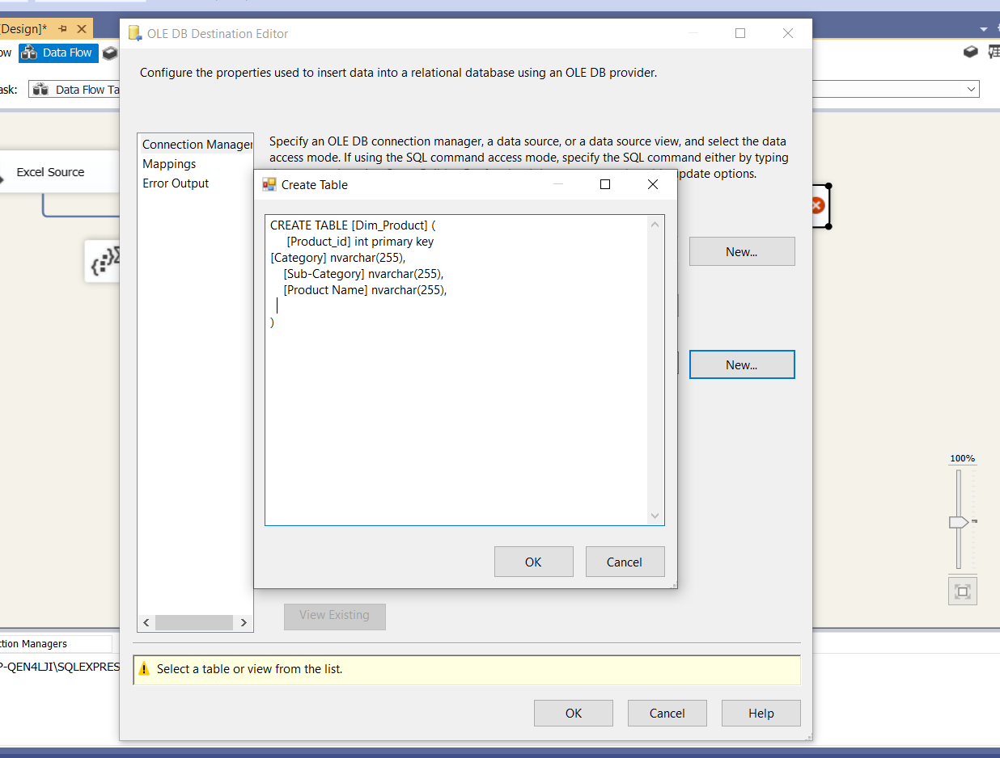 [Design]*
OLE DB Destination Editor
ow
Data Flow
Configure the properties used to insert data into a relational database using an OLE DB provider.
ask:
Data Flow Ta
Connection Manager
Mappings
Error Output
Specify an OLE DB connection manager, a data source, or a data source view, and select the data
access mode. If using the SQL command access mode, specify the SQL command either by typing
update options.
Excel Source
Create Table
CREATE TABLE [Dim_Product] (
[Product_id] int primary key
[Category] nvarchar(255),
[Sub-Category] nvarchar(255),
[Product Name] nvarchar(255),
)
New...
New...
OK
Cancel
100%
View Existing
ction Managers
P-QEN4LJI\SQLEXPRES
Select a table or view from the list.
OK
Cancel
Help